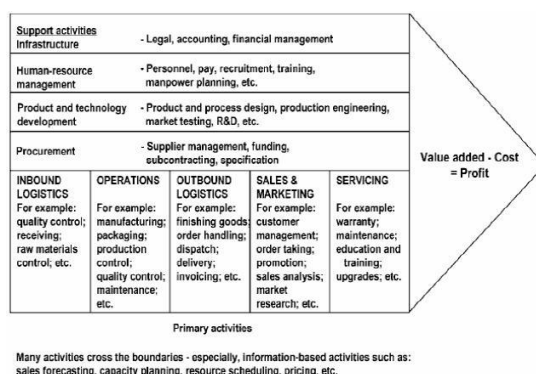 Support activities
Infrastructure - Legal, accounting, financial management
Human-resource management - Personnel, pay, recruitment, training, manpower planning, etc.
Product and technology development - Product and process design, production engineering, market testing, R&D, etc.
Procurement - Supplier management, funding, subcontracting, specification
Value added - Cost
= Profit
INBOUND
LOGISTICS
For example:
quality control;
receiving;
raw materials
control; etc.
OPERATIONS
For example:
manufacturing;
packaging;
production
control;
quality control;
maintenance;
etc.
OUTBOUND
LOGISTICS
For example:
finishing goods;
order handling;
dispatch;
delivery;
invoicing; etc.
SALES &
MARKETING
For example:
customer
management;
order taking;
promotion;
sales analysis;
market
research; etc.
SERVICING
For example:
warranty;
maintenance;
education and
training;
upgrades; etc.
Primary activities
Many activities cross the boundaries - especially, information-based activities such as:
sales forecasting, capacity planning, resource scheduling, pricing, etc.